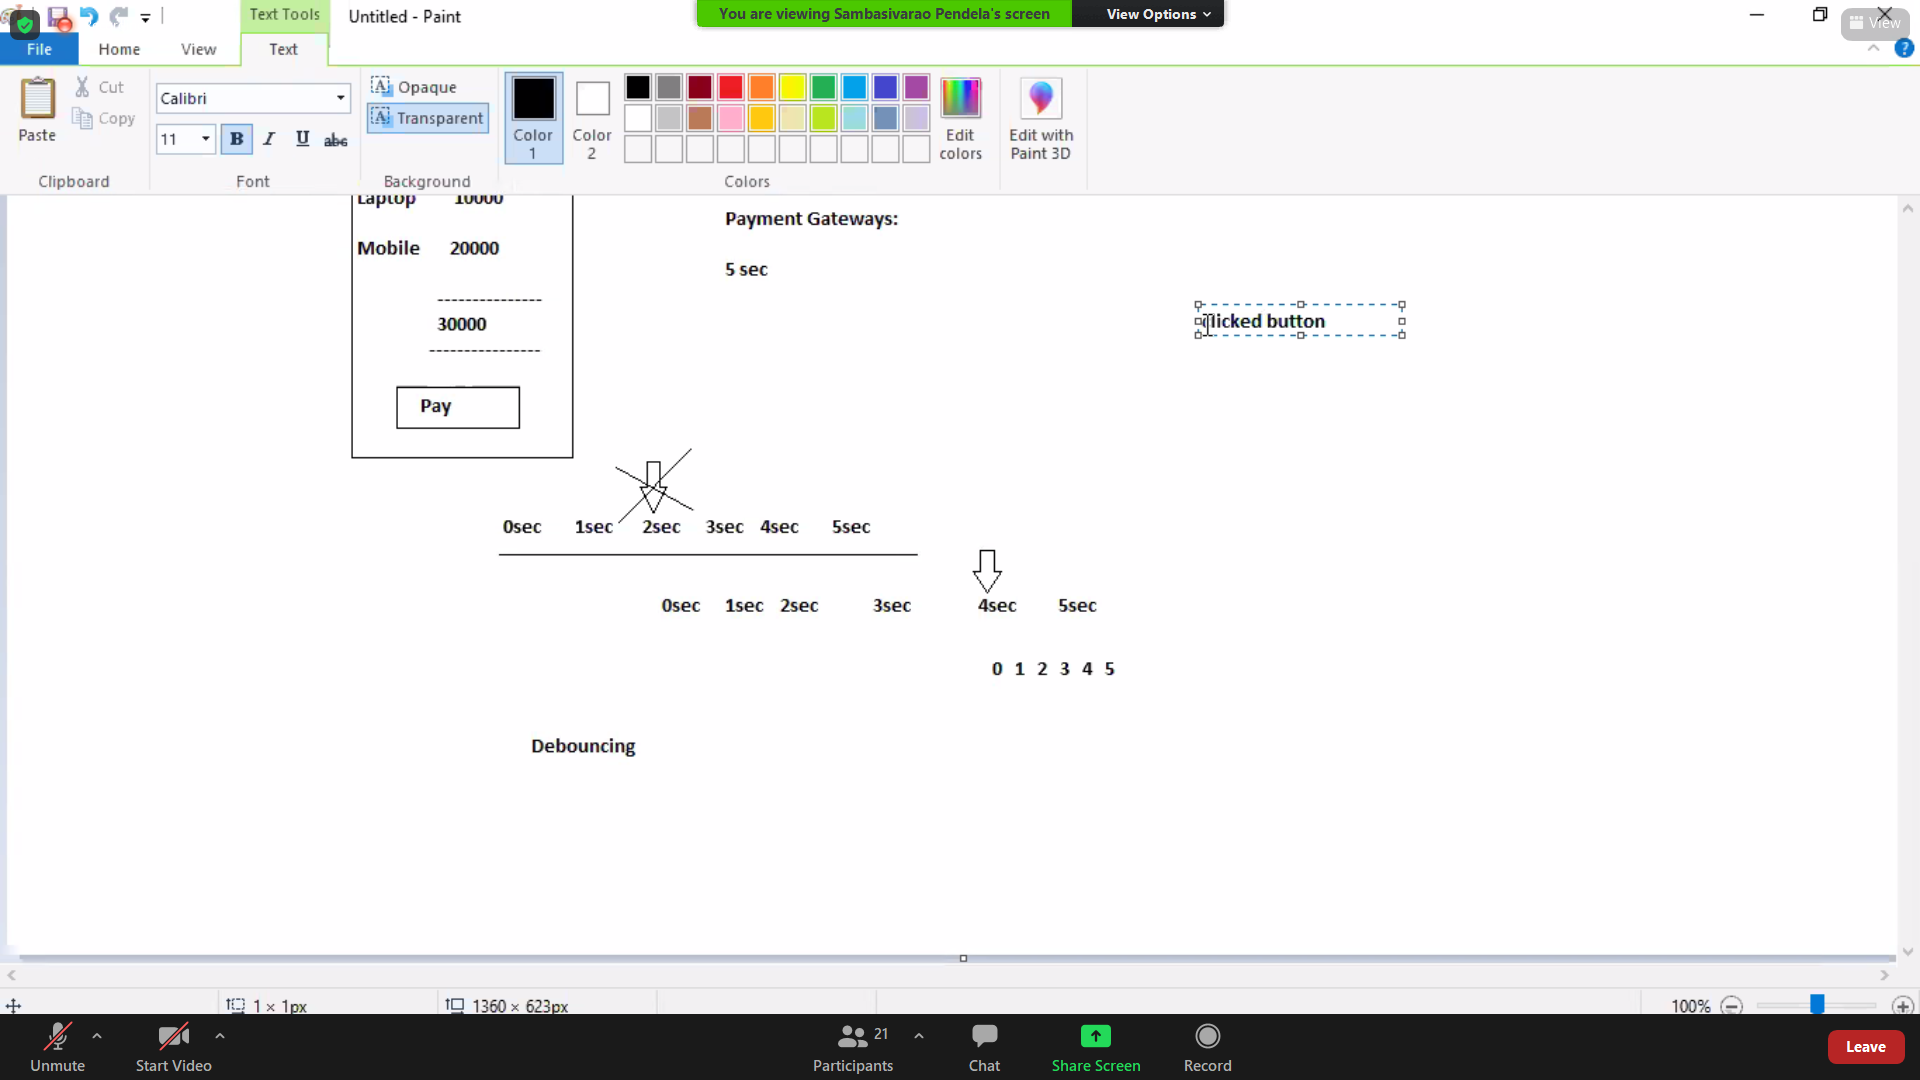 Text Tools
Untitled - Paint
You are viewing Sambasivarao Pendela's screen
View Options
View
File
Home
View
Text
Paste
Cut
Copy
Clipboard
Calibri
11
B
I
U
abc
Font
Opaque
Transparent
Background
Color 1
Color 2
Edit colors
Edit with Paint 3D
Colors
Laptop 10000
Mobile 20000
---------------
30000
----------------
Pay
Payment Gateways:
5 sec
clicked button
0sec 1sec 2sec 3sec 4sec 5sec
0sec 1sec 2sec 3sec 4sec 5sec
0 1 2 3 4 5
Debouncing
1 × 1px
1360 × 623px
100%
Unmute
Start Video
21
Participants
Chat
Share Screen
Record
Leave